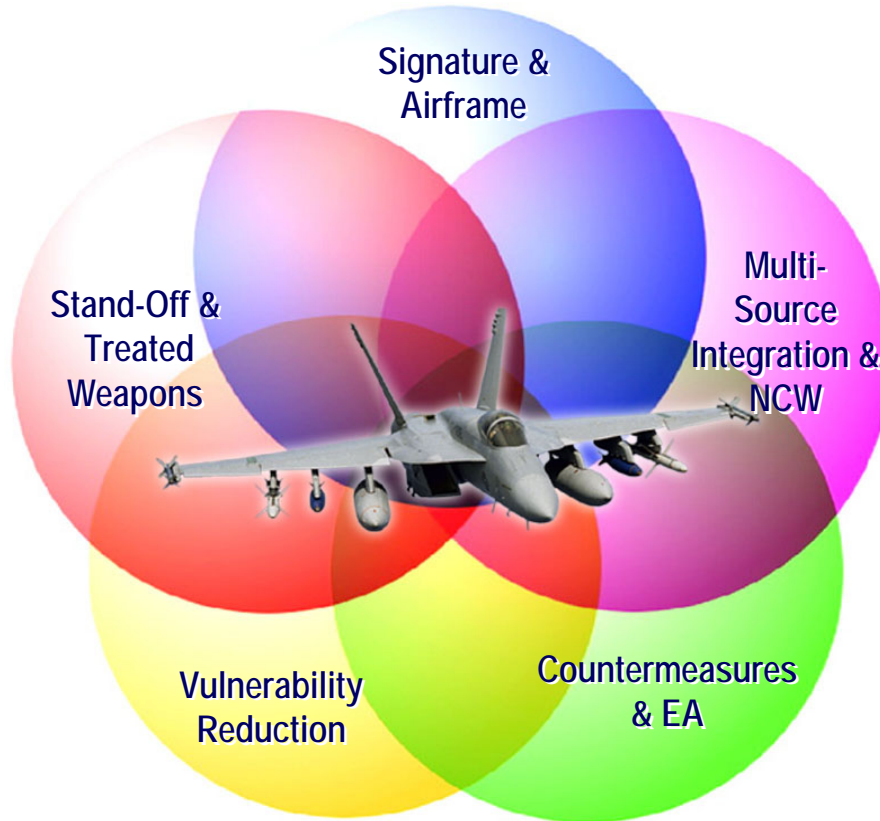 Signature &
Airframe
Multi-
Source
Integration &
NCW
Stand-Off &
Treated
Weapons
Countermeasures
& EA
Vulnerability
Reduction